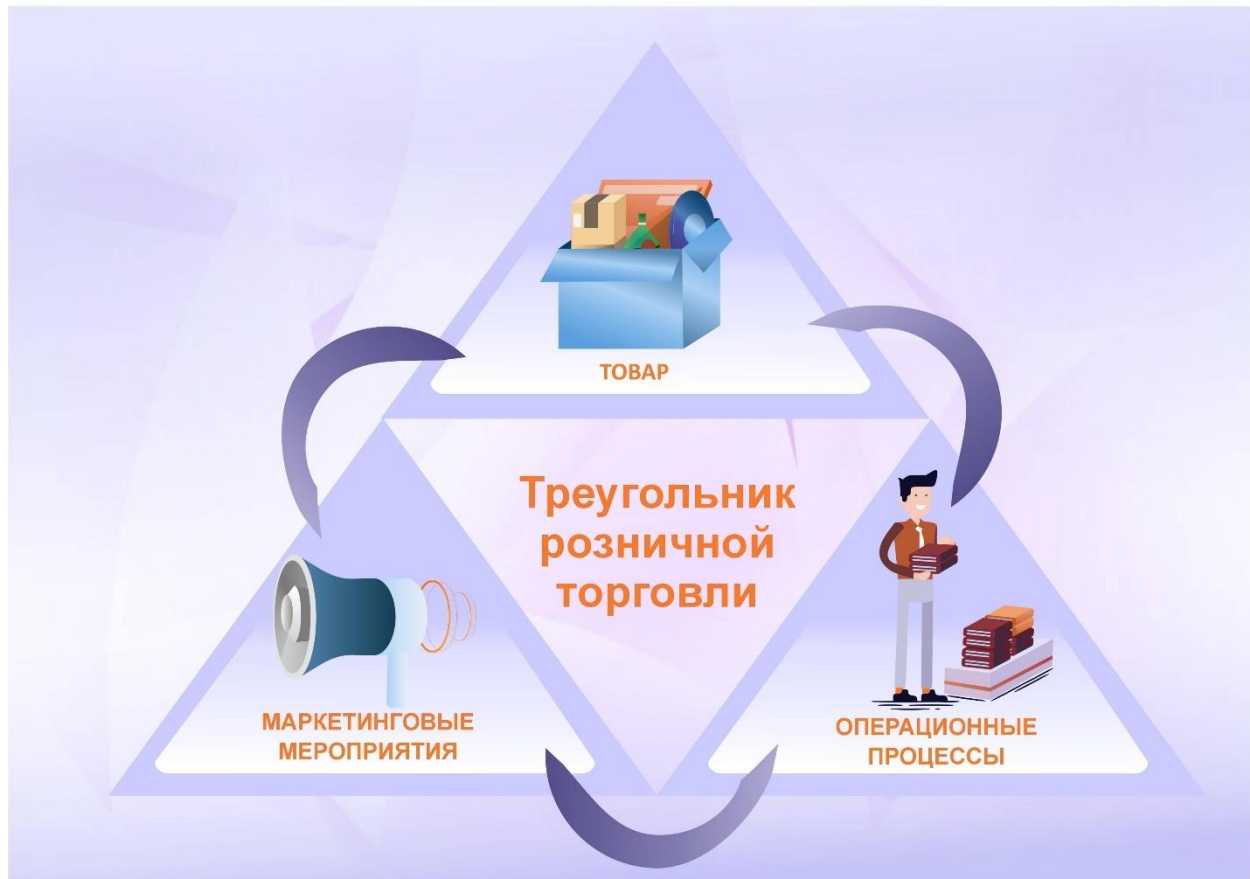 ТОВАР
Треугольник
розничной
торговли
МАРКЕТИНГОВЫЕ
МЕРОПРИЯТИЯ
ОПЕРАЦИОННЫЕ
ПРОЦЕССЫ